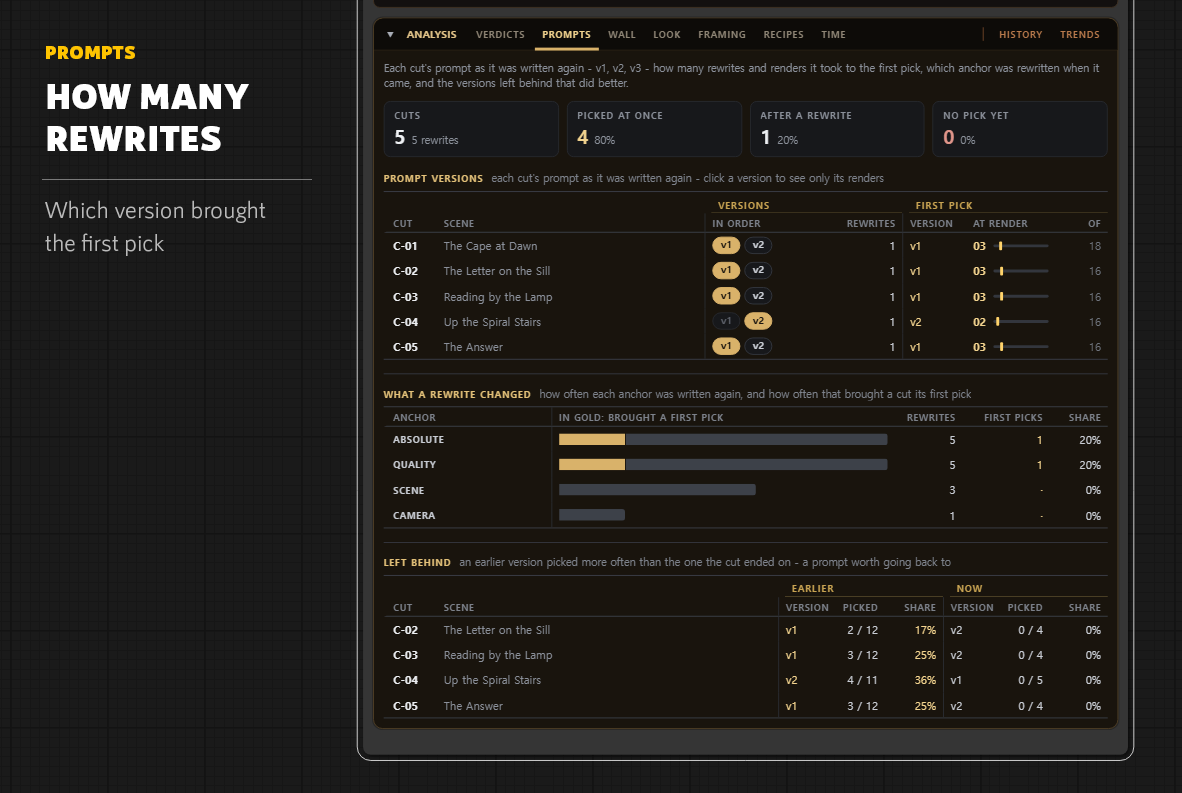 PROMPTS
HOW MANY
REWRITES
Which version brought
the first pick
▼ ANALYSIS VERDICTS PROMPTS WALL LOOK FRAMING RECIPES TIME HISTORY TRENDS
Each cut's prompt as it was written again - v1, v2, v3 - how many rewrites and renders it took to the first pick, which anchor was rewritten when it
came, and the versions left behind that did better.
CUTS PICKED AT ONCE AFTER A REWRITE NO PICK YET
5 5 rewrites 4 80% 1 20% 0 0%
PROMPT VERSIONS each cut's prompt as it was written again - click a version to see only its renders
VERSIONS FIRST PICK
CUT SCENE IN ORDER REWRITES VERSION AT RENDER OF
C-01 The Cape at Dawn v1 v2 1 v1 03 18
C-02 The Letter on the Sill v1 v2 1 v1 03 16
C-03 Reading by the Lamp v1 v2 1 v1 03 16
C-04 Up the Spiral Stairs v1 v2 1 v2 02 16
C-05 The Answer v1 v2 1 v1 03 16
WHAT A REWRITE CHANGED how often each anchor was written again, and how often that brought a cut its first pick
ANCHOR IN GOLD: BROUGHT A FIRST PICK REWRITES FIRST PICKS SHARE
ABSOLUTE 5 1 20%
QUALITY 5 1 20%
SCENE 3 - 0%
CAMERA 1 - 0%
LEFT BEHIND an earlier version picked more often than the one the cut ended on - a prompt worth going back to
EARLIER NOW
CUT SCENE VERSION PICKED SHARE VERSION PICKED SHARE
C-02 The Letter on the Sill v1 2 / 12 17% v2 0 / 4 0%
C-03 Reading by the Lamp v1 3 / 12 25% v2 0 / 4 0%
C-04 Up the Spiral Stairs v2 4 / 11 36% v1 0 / 5 0%
C-05 The Answer v1 3 / 12 25% v2 0 / 4 0%